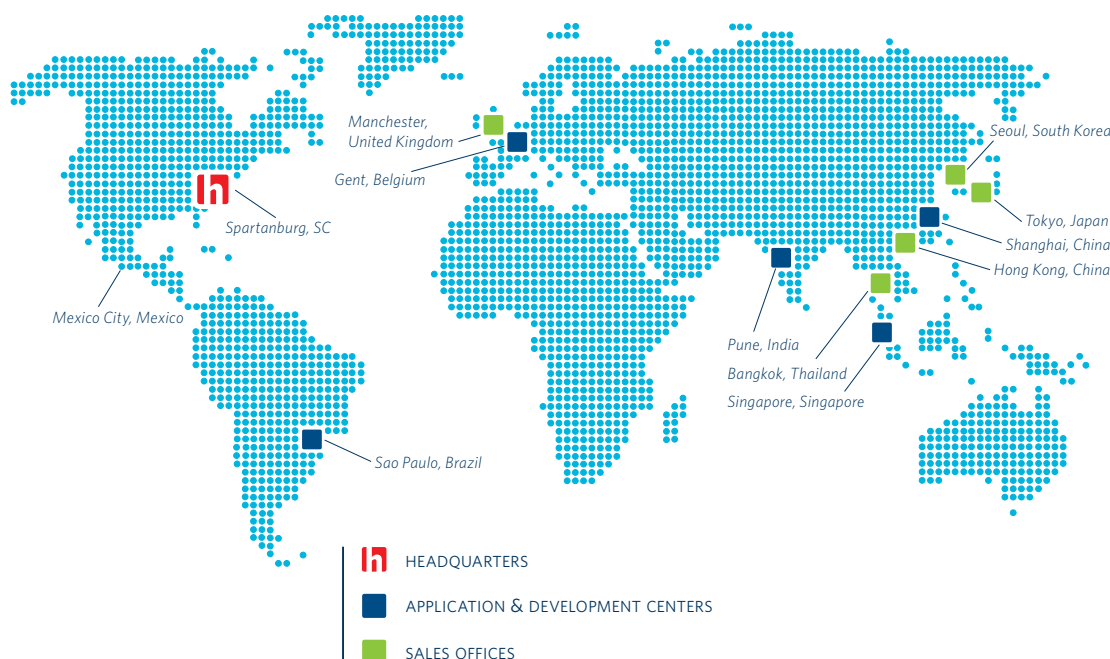 Manchester,
United Kingdom
Gent, Belgium
Seoul, South Korea
h
Spartanburg, SC
Tokyo, Japan
Shanghai, China
Hong Kong, China
Mexico City, Mexico
Pune, India
Bangkok, Thailand
Singapore, Singapore
Sao Paulo, Brazil
h HEADQUARTERS
APPLICATION & DEVELOPMENT CENTERS
SALES OFFICES